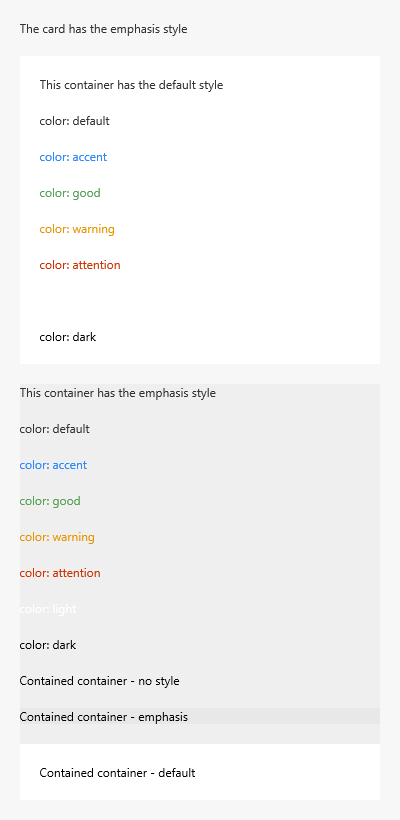 The card has the emphasis style
This container has the default style
color: default
color: accent
color: good
color: warning
color: attention
color: dark
This container has the emphasis style
color: default
color: accent
color: good
color: warning
color: attention
color: light
color: dark
Contained container - no style
Contained container - emphasis
Contained container - default